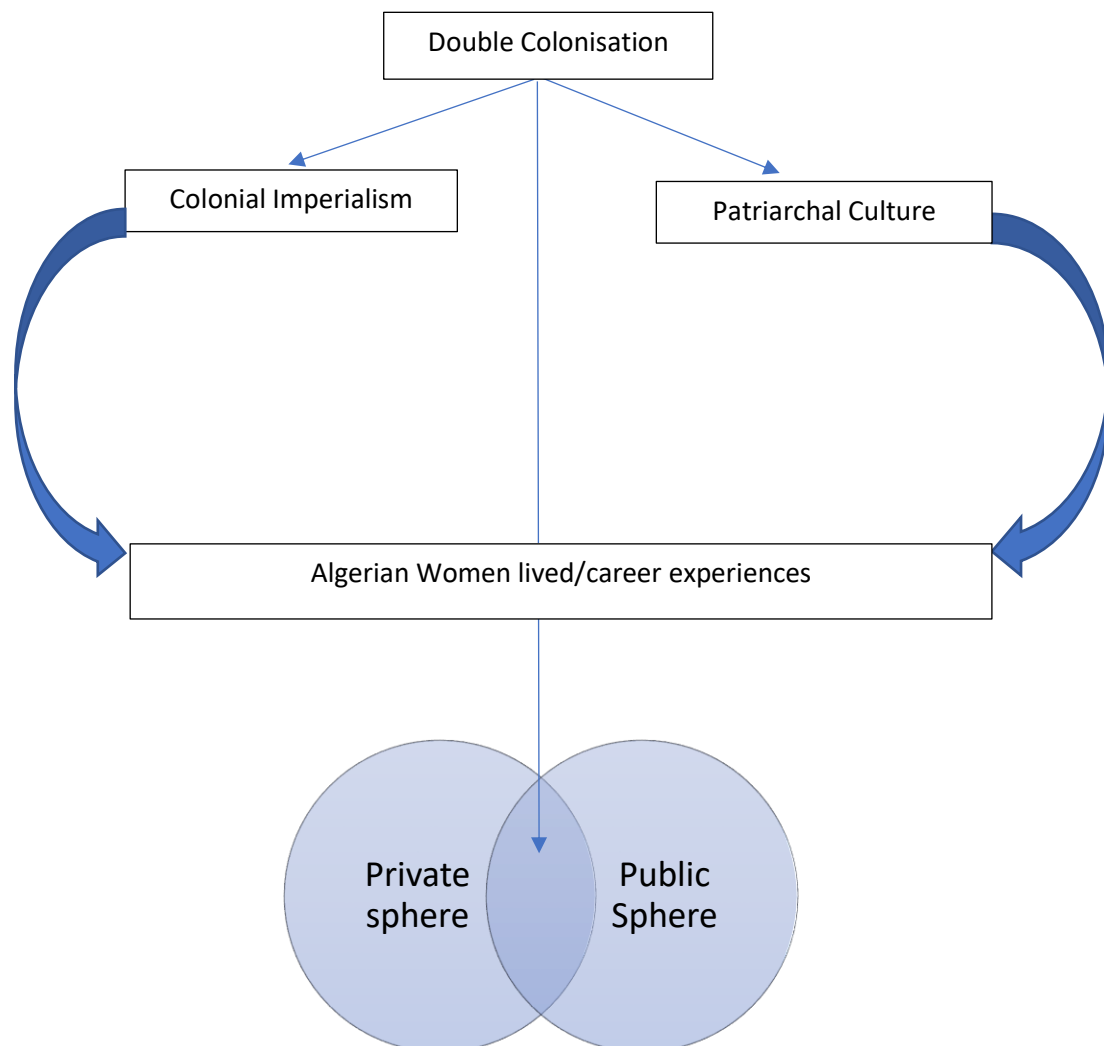 Double Colonisation
Colonial Imperialism
Patriarchal Culture
Algerian Women lived/career experiences
Private
sphere
Public
Sphere